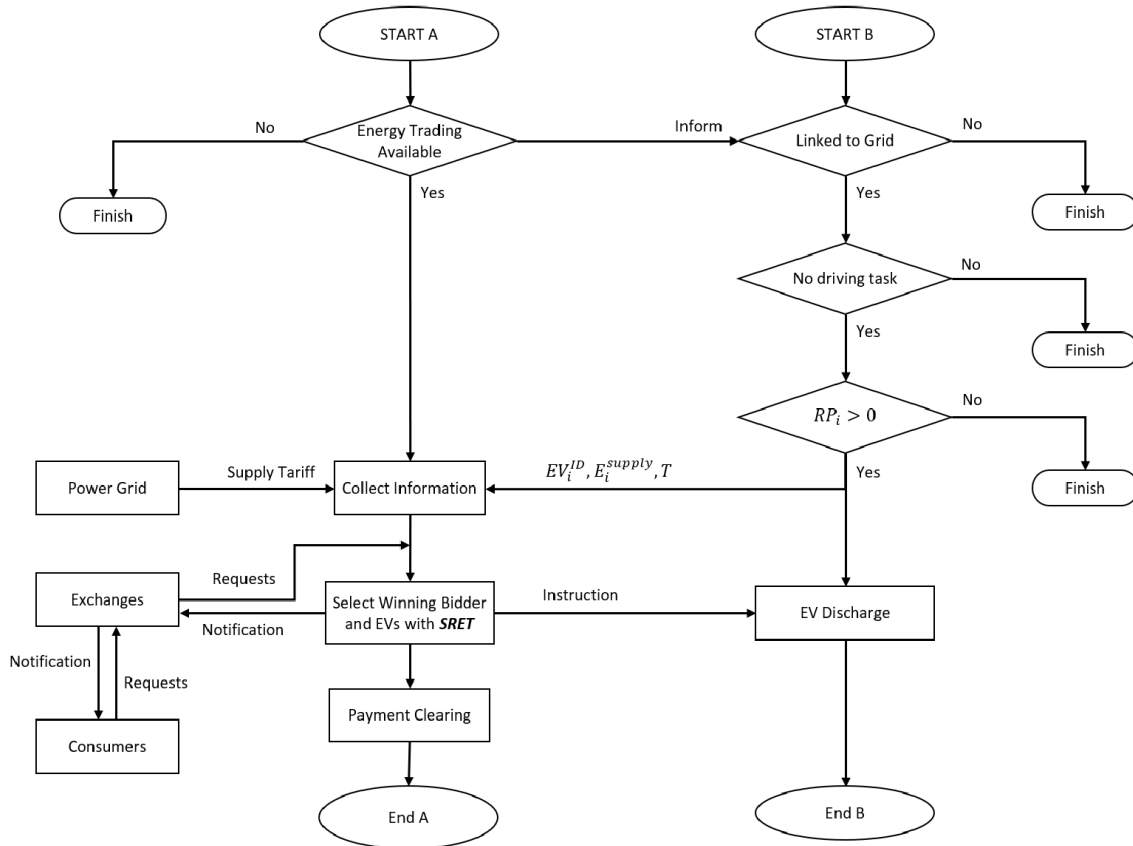 START A
START B
No
Energy Trading
Available
Inform
Linked to Grid
No
Yes
Yes
Finish
Finish
No driving task
No
Yes
Finish
RP_i > 0
No
Yes
Power Grid
Supply Tariff
Collect Information
EV_i^{ID}, E_i^{supply}, T
Finish
Requests
Exchanges
Select Winning Bidder
and EVs with SRET
Instruction
EV Discharge
Notification
Notification
Requests
Payment Clearing
Consumers
End A
End B